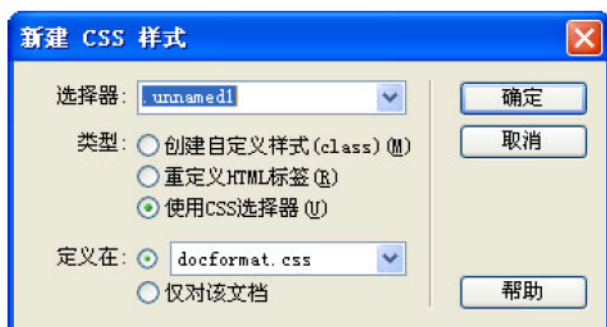 新建 CSS 样式
选择器: .unnamed1
确定
类型: 创建自定义样式(class)(M)
取消
重定义HTML标签(R)
使用CSS选择器(U)
定义在: docformat.css
仅对该文档
帮助